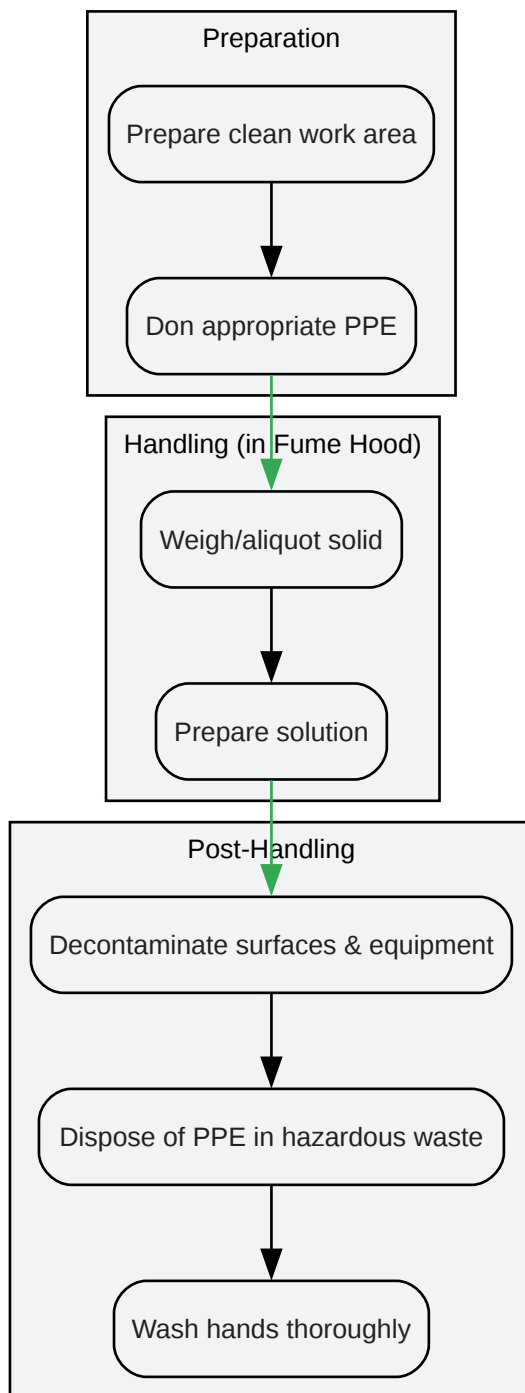 Preparation
Prepare clean work area
Don appropriate PPE
Handling (in Fume Hood)
Weigh/aliquot solid
Prepare solution
Post-Handling
Decontaminate surfaces & equipment
Dispose of PPE in hazardous waste
Wash hands thoroughly